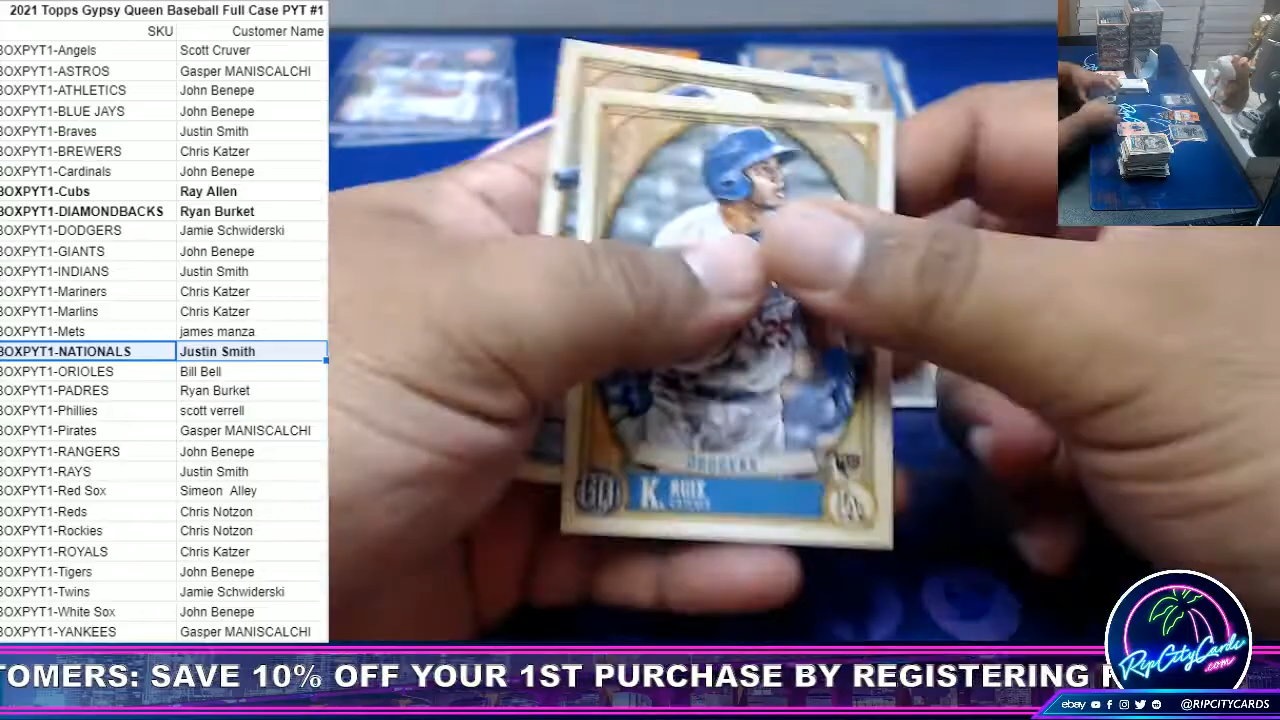 2021 Topps Gypsy Queen Baseball Full Case PYT #1
SKU Customer Name
BOXPYT1-Angels Scott Cruver
BOXPYT1-ASTROS Gasper MANISCALCHI
BOXPYT1-ATHLETICS John Benepe
BOXPYT1-BLUE JAYS John Benepe
BOXPYT1-Braves Justin Smith
BOXPYT1-BREWERS Chris Katzer
BOXPYT1-Cardinals John Benepe
BOXPYT1-Cubs Ray Allen
BOXPYT1-DIAMONDBACKS Ryan Burket
BOXPYT1-DODGERS Jamie Schwiderski
BOXPYT1-GIANTS John Benepe
BOXPYT1-INDIANS Justin Smith
BOXPYT1-Mariners Chris Katzer
BOXPYT1-Marlins Chris Katzer
BOXPYT1-Mets james manza
BOXPYT1-NATIONALS Justin Smith
BOXPYT1-ORIOLES Bill Bell
BOXPYT1-PADRES Ryan Burket
BOXPYT1-Phillies scott verrell
BOXPYT1-Pirates Gasper MANISCALCHI
BOXPYT1-RANGERS John Benepe
BOXPYT1-RAYS Justin Smith
BOXPYT1-Red Sox Simeon Alley
BOXPYT1-Reds Chris Notzon
BOXPYT1-Rockies Chris Notzon
BOXPYT1-ROYALS Chris Katzer
BOXPYT1-Tigers John Benepe
BOXPYT1-Twins Jamie Schwiderski
BOXPYT1-White Sox John Benepe
BOXPYT1-YANKEES Gasper MANISCALCHI
25
DODGERS
GQ K. RUIZ LA
CATCHER
OMERS: SAVE 10% OFF YOUR 1ST PURCHASE BY REGISTERING
RipCityCards
.com
ebay @RIPCITYCARDS